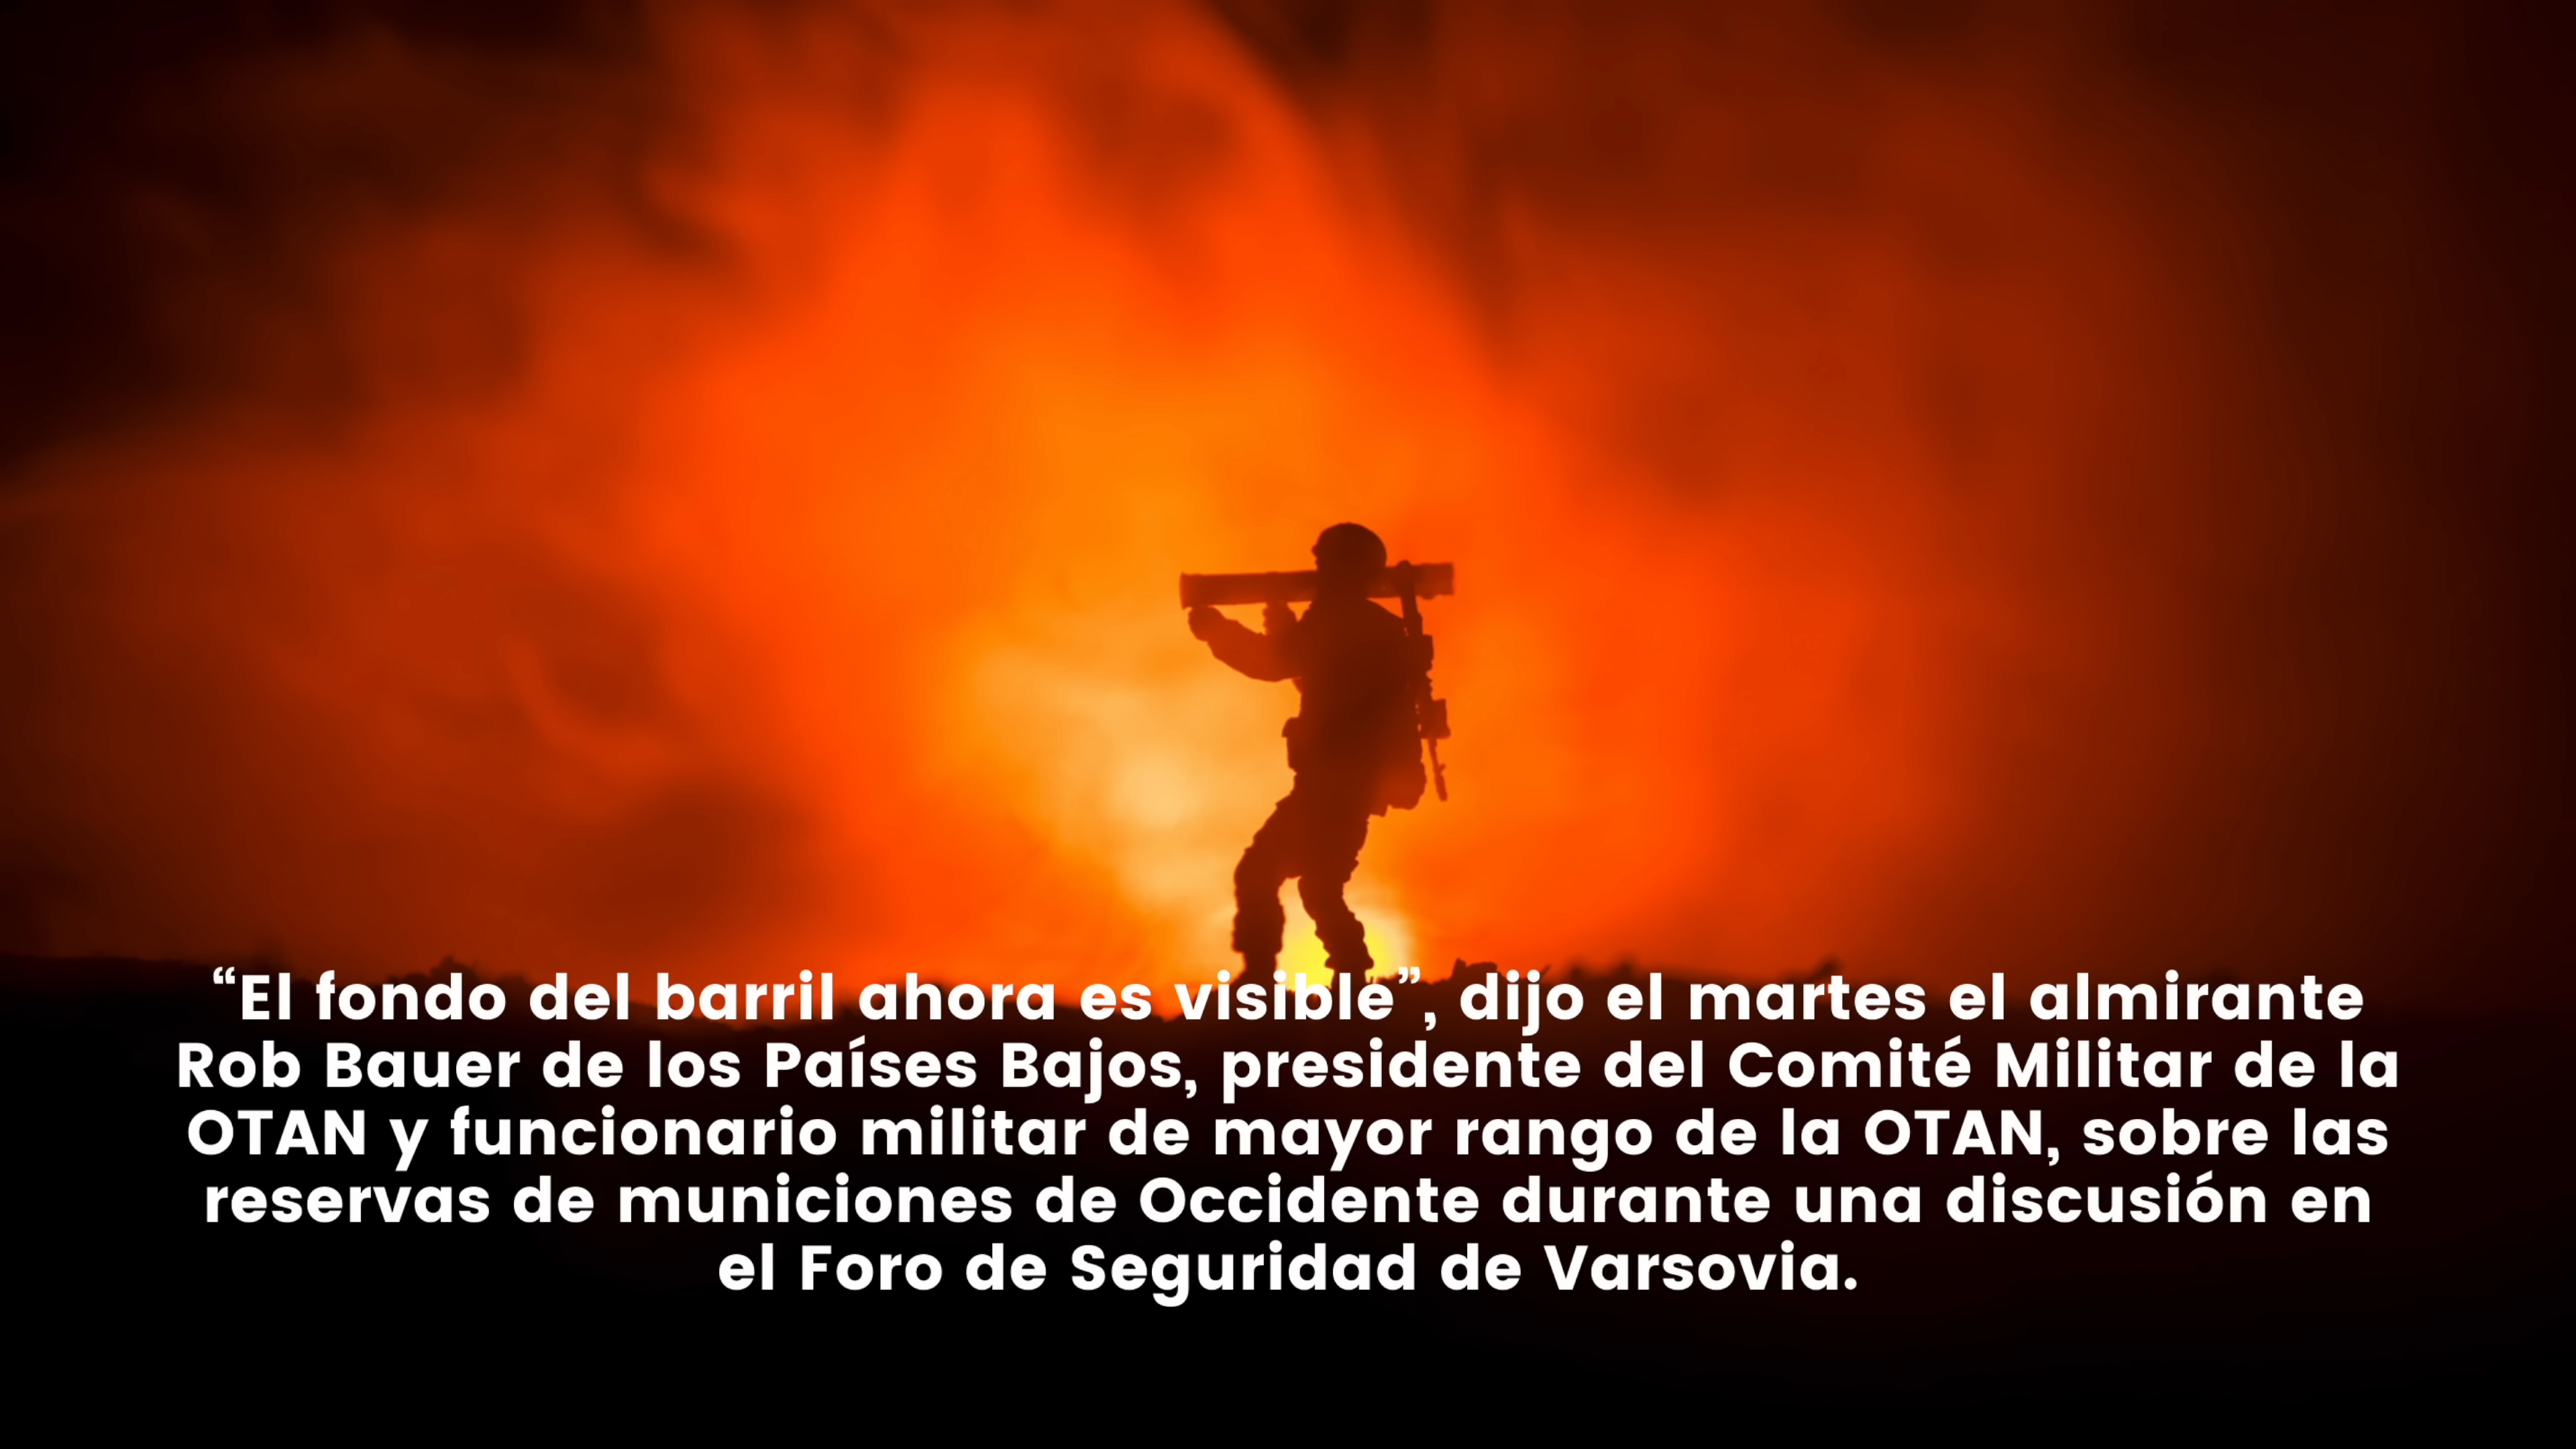 “El fondo del barril ahora es visible”, dijo el martes el almirante
Rob Bauer de los Países Bajos, presidente del Comité Militar de la
OTAN y funcionario militar de mayor rango de la OTAN, sobre las
reservas de municiones de Occidente durante una discusión en
el Foro de Seguridad de Varsovia.